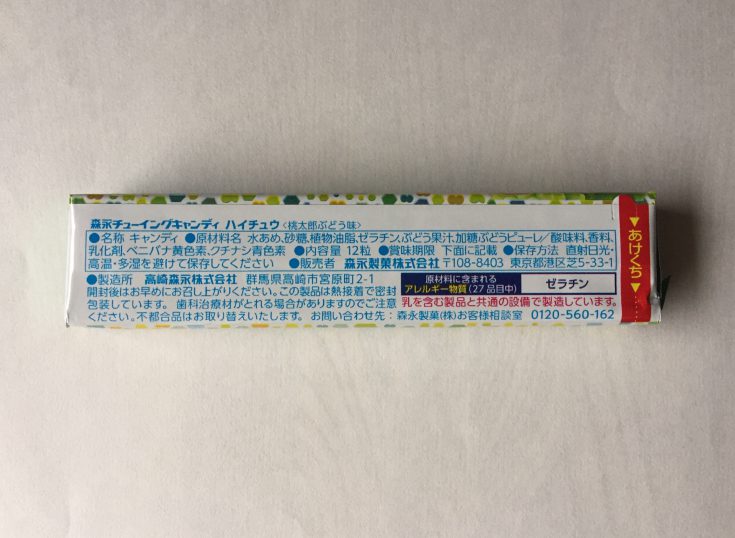 森永チューイングキャンディ ハイチュウ〈桃太郎ぶどう味〉
●名称 キャンディ ●原材料名 水あめ、砂糖、植物油脂、ゼラチン、ぶどう果汁、加糖ぶどうピューレ/酸味料、香料、
乳化剤、ベニバナ黄色素、クチナシ青色素 ●内容量 12粒 ●賞味期限 下面に記載 ●保存方法 直射日光・
高温・多湿を避けて保存してください ●販売者 森永製菓株式会社 〒108-8403 東京都港区芝5-33-1
●製造所 高崎森永株式会社 群馬県高崎市宮原町2-1
開封後はお早めにお召し上がりください。この製品は熱接着で密封
包装しています。 歯科治療材がとれる場合がありますのでご注意
ください。不都合品はお取り替えいたします。 お問い合わせ先:森永製菓(株)お客様相談室 0120-560-162
原材料に含まれる
アレルギー物質(27品目中)
ゼラチン
乳を含む製品と共通の設備で製造しています。
▼あけくち▼